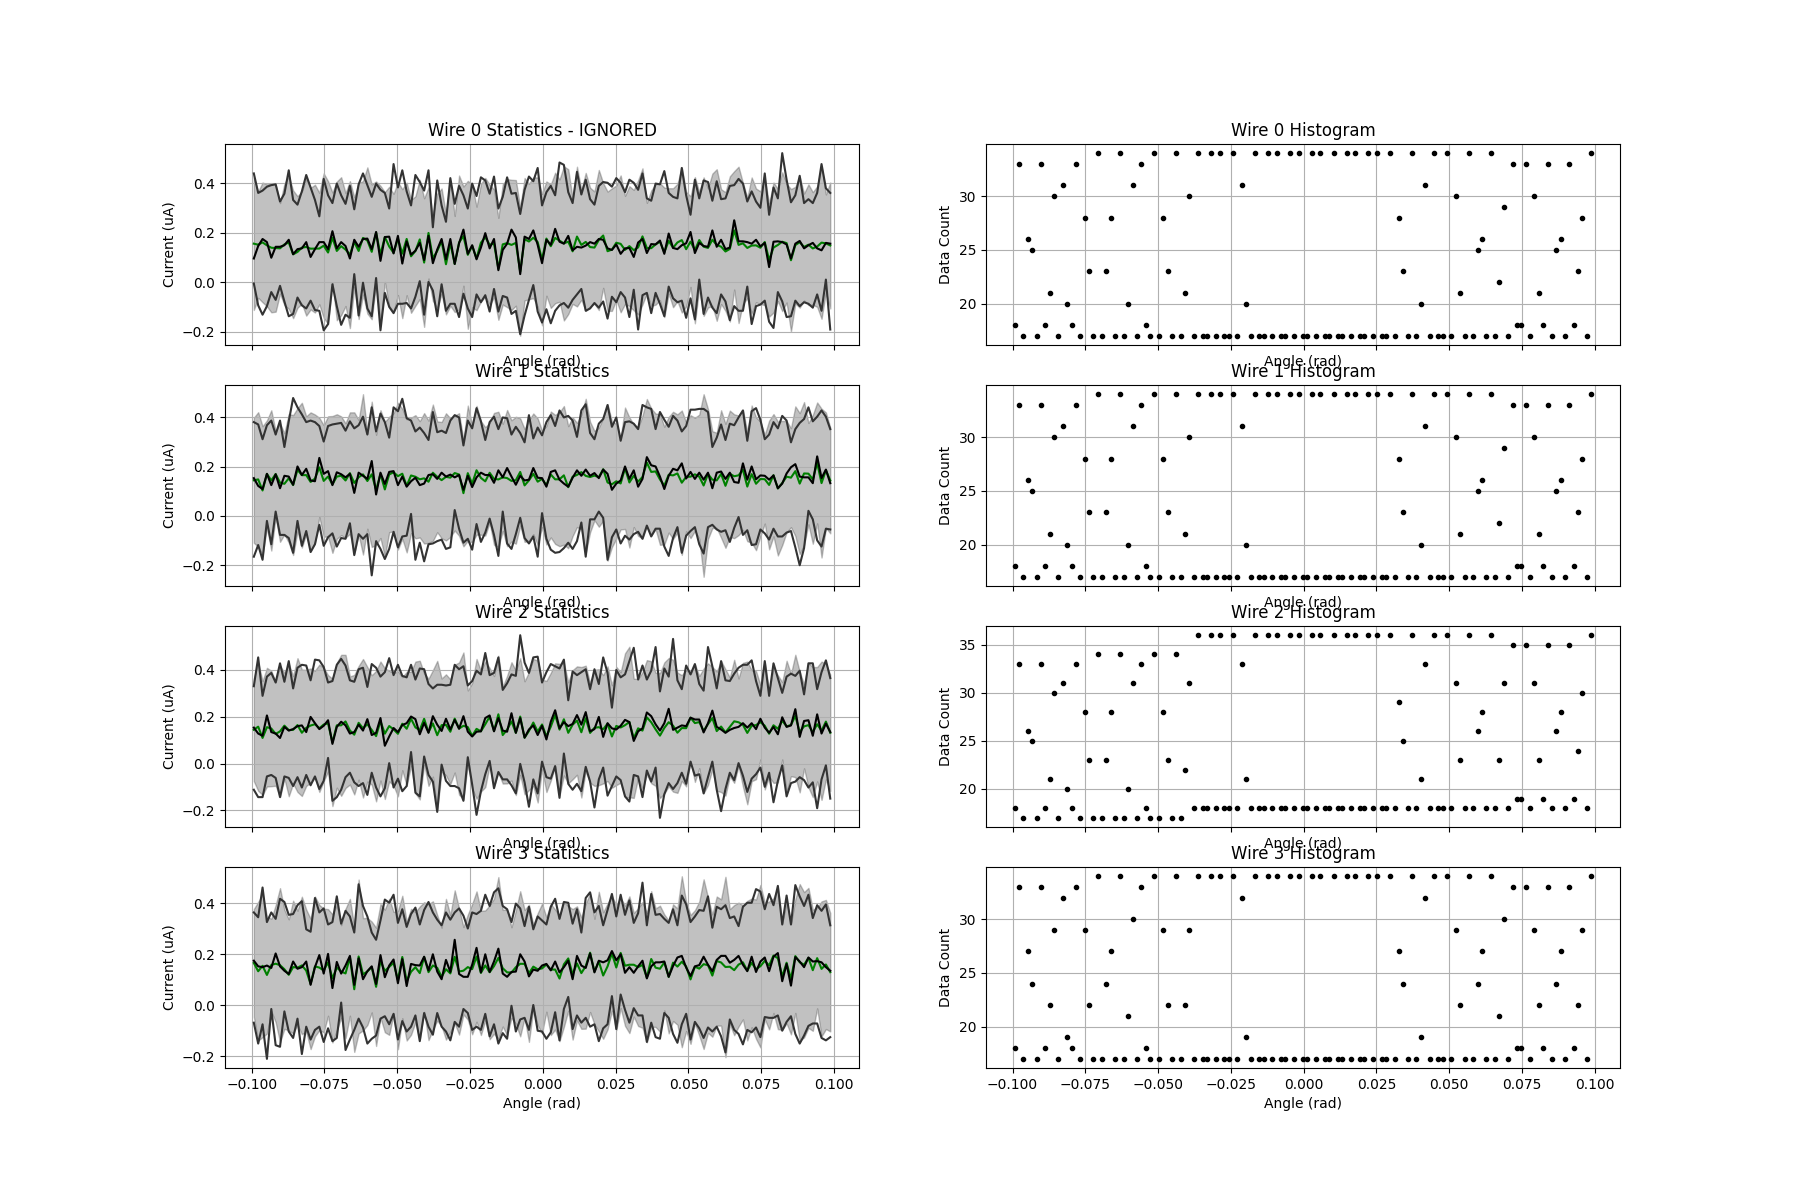 Wire 0 Statistics - IGNORED
Current (uA)
0.4
0.2
0.0
−0.2
Angle (rad)
Wire 0 Histogram
Data Count
30
25
20
Angle (rad)
Wire 1 Statistics
Current (uA)
0.4
0.2
0.0
−0.2
Angle (rad)
Wire 1 Histogram
Data Count
30
25
20
Angle (rad)
Wire 2 Statistics
Current (uA)
0.4
0.2
0.0
−0.2
Angle (rad)
Wire 2 Histogram
Data Count
35
30
25
20
Angle (rad)
Wire 3 Statistics
Current (uA)
0.4
0.2
0.0
−0.2
−0.100 −0.075 −0.050 −0.025 0.000 0.025 0.050 0.075 0.100
Angle (rad)
Wire 3 Histogram
Data Count
30
25
20
−0.100 −0.075 −0.050 −0.025 0.000 0.025 0.050 0.075 0.100
Angle (rad)